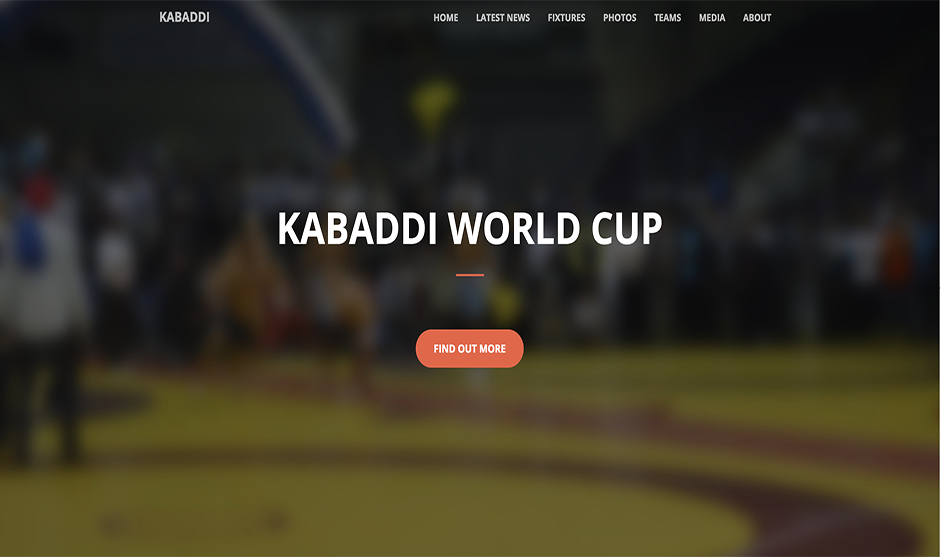 KABADDI
HOME LATEST NEWS FIXTURES PHOTOS TEAMS MEDIA ABOUT
KABADDI WORLD CUP
FIND OUT MORE